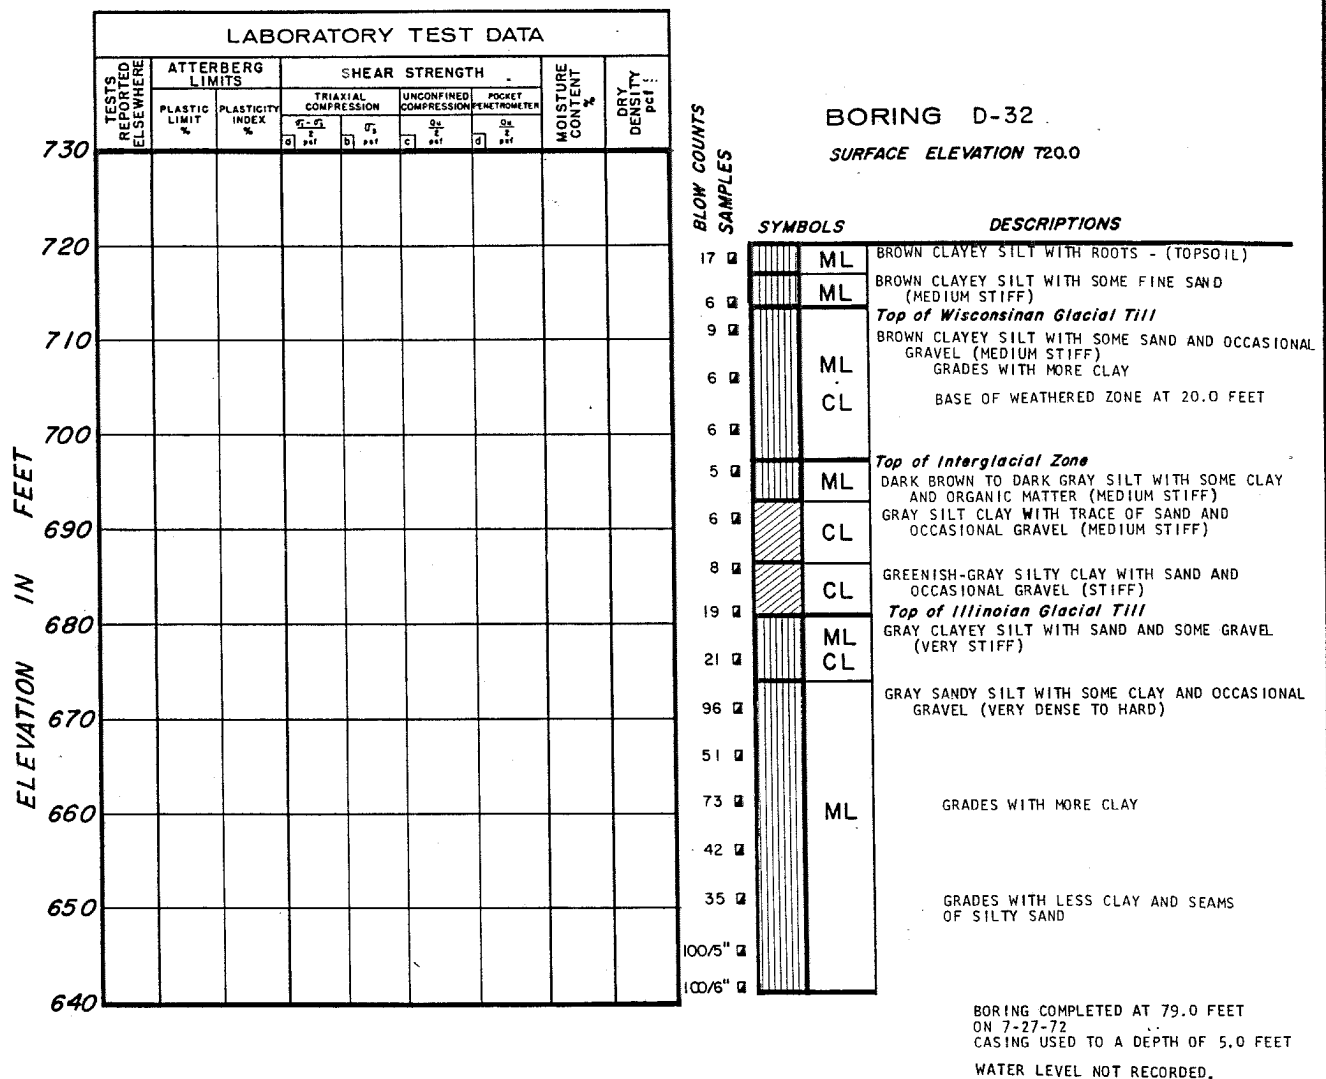 LABORATORY TEST DATA
TESTS REPORTED ELSEWHERE
ATTERBERG LIMITS
SHEAR STRENGTH
MOISTURE CONTENT %
DRY DENSITY pcf
PLASTIC LIMIT %
PLASTICITY INDEX %
TRIAXIAL COMPRESSION
UNCONFINED COMPRESSION
POCKET PENETROMETER
a psf
b psf
c Qu/2 psf
d Qu/2 psf
ELEVATION IN FEET
730
720
710
700
690
680
670
660
650
640
BORING D-32
SURFACE ELEVATION 720.0
BLOW COUNTS
SAMPLES
SYMBOLS
DESCRIPTIONS
17 ML BROWN CLAYEY SILT WITH ROOTS - (TOPSOIL)
ML BROWN CLAYEY SILT WITH SOME FINE SAND
6 (MEDIUM STIFF)
Top of Wisconsinan Glacial Till
9 BROWN CLAYEY SILT WITH SOME SAND AND OCCASIONAL
GRAVEL (MEDIUM STIFF)
6 ML GRADES WITH MORE CLAY
CL BASE OF WEATHERED ZONE AT 20.0 FEET
6
Top of Interglacial Zone
5 ML DARK BROWN TO DARK GRAY SILT WITH SOME CLAY
AND ORGANIC MATTER (MEDIUM STIFF)
6 GRAY SILT CLAY WITH TRACE OF SAND AND
CL OCCASIONAL GRAVEL (MEDIUM STIFF)
8 GREENISH-GRAY SILTY CLAY WITH SAND AND
CL OCCASIONAL GRAVEL (STIFF)
19 Top of Illinoian Glacial Till
ML GRAY CLAYEY SILT WITH SAND AND SOME GRAVEL
(VERY STIFF)
21 CL
GRAY SANDY SILT WITH SOME CLAY AND OCCASIONAL
96 GRAVEL (VERY DENSE TO HARD)
51
73 ML GRADES WITH MORE CLAY
42
35 GRADES WITH LESS CLAY AND SEAMS
OF SILTY SAND
100/5"
100/6"
BORING COMPLETED AT 79.0 FEET
ON 7-27-72
CASING USED TO A DEPTH OF 5.0 FEET
WATER LEVEL NOT RECORDED.